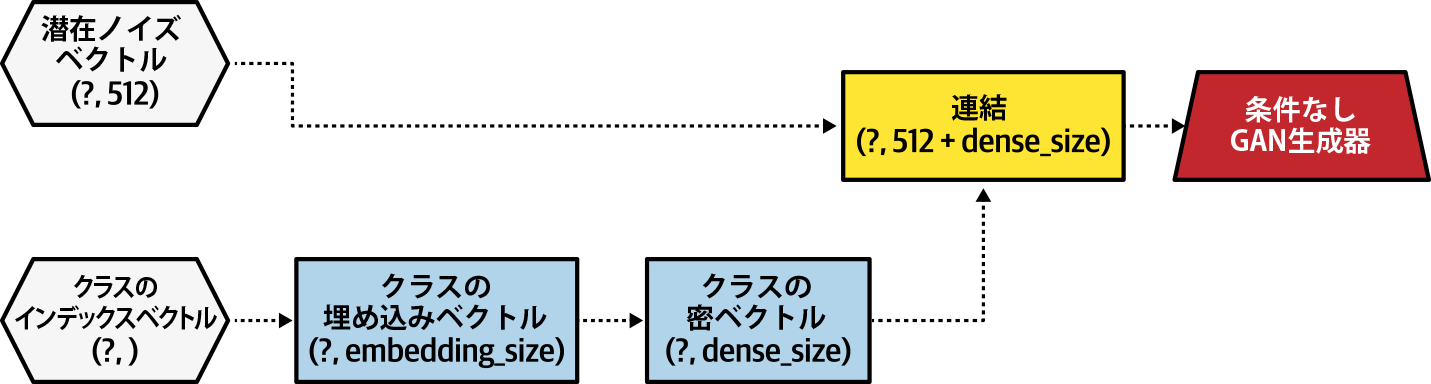 潜在ノイズ
ベクトル
(?, 512)
連結
(?, 512 + dense_size)
条件なし
GAN生成器
クラスの
インデックスベクトル
(?, )
クラスの
埋め込みベクトル
(?, embedding_size)
クラスの
密ベクトル
(?, dense_size)